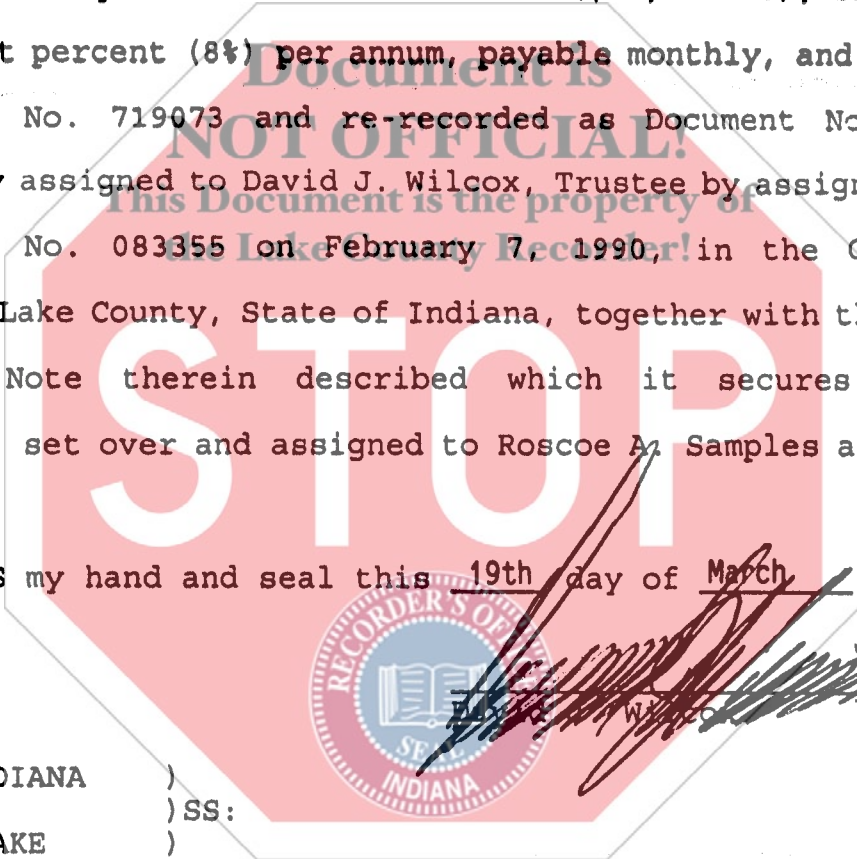 t percent (8%) per annum, payable monthly, and
Document is
No. 719073 and re-recorded as Document No
NOT OFFICIAL!
assigned to David J. Wilcox, Trustee by assign
This Document is the property of
No. 083355 on February 7, 1990, in the
the Lake County Recorder!
Lake County, State of Indiana, together with th
Note therein described which it secures
STOP
set over and assigned to Roscoe A. Samples a
s my hand and seal this 19th day of March
RECORDER'S OFFICE
David Wilcox
SEAL
INDIANA
DIANA )
)SS:
AKE )